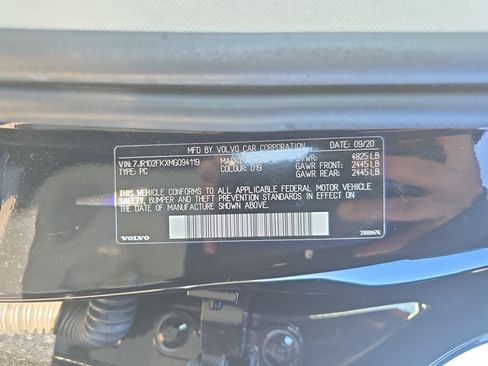 MFD BY VOLVO CAR CORPORATION DATE: 09/20
VIN: 7JR102FKXMG094119 GVWR: 4825 LB
TYPE: PC COLOUR: 019 GAWR FRONT: 2445 LB
GAWR REAR: 2445 LB
THIS VEHICLE CONFORMS TO ALL APPLICABLE FEDERAL MOTOR VEHICLE
SAFETY, BUMPER AND THEFT PREVENTION STANDARDS IN EFFECT ON
THE DATE OF MANUFACTURE SHOWN ABOVE.
VOLVO